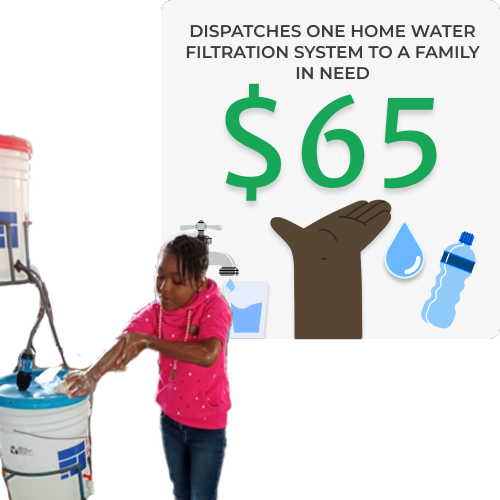 DISPATCHES ONE HOME WATER
FILTRATION SYSTEM TO A FAMILY
IN NEED
$65